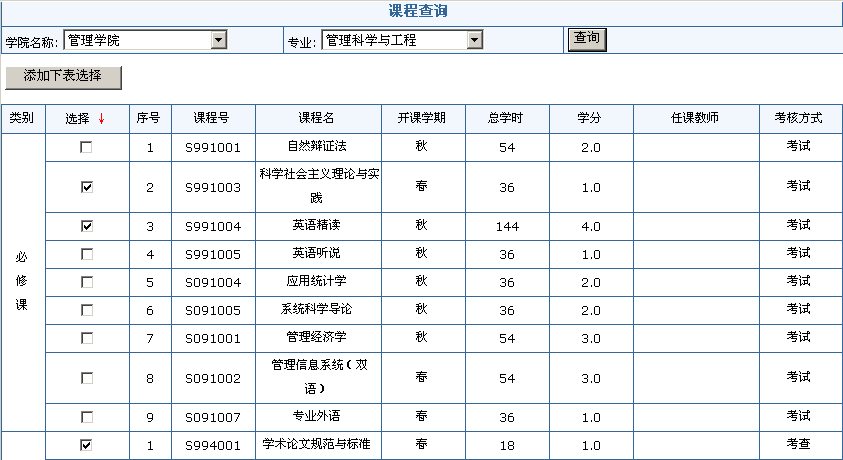 课程查询
学院名称: 管理学院 专业: 管理科学与工程 查询
添加下表选择
类别 选择 ↓ 序号 课程号 课程名 开课学期 总学时 学分 任课教师 考核方式
必修课
1 S991001 自然辩证法 秋 54 2.0 考试
2 S991003 科学社会主义理论与实践 春 36 1.0 考试
3 S991004 英语精读 秋 144 4.0 考试
4 S991005 英语听说 秋 36 1.0 考试
5 S091004 应用统计学 秋 36 2.0 考试
6 S091005 系统科学导论 秋 36 2.0 考试
7 S091001 管理经济学 秋 54 3.0 考试
8 S091002 管理信息系统（双语） 春 54 3.0 考试
9 S091007 专业外语 春 36 1.0 考试
1 S994001 学术论文规范与标准 春 18 1.0 考查